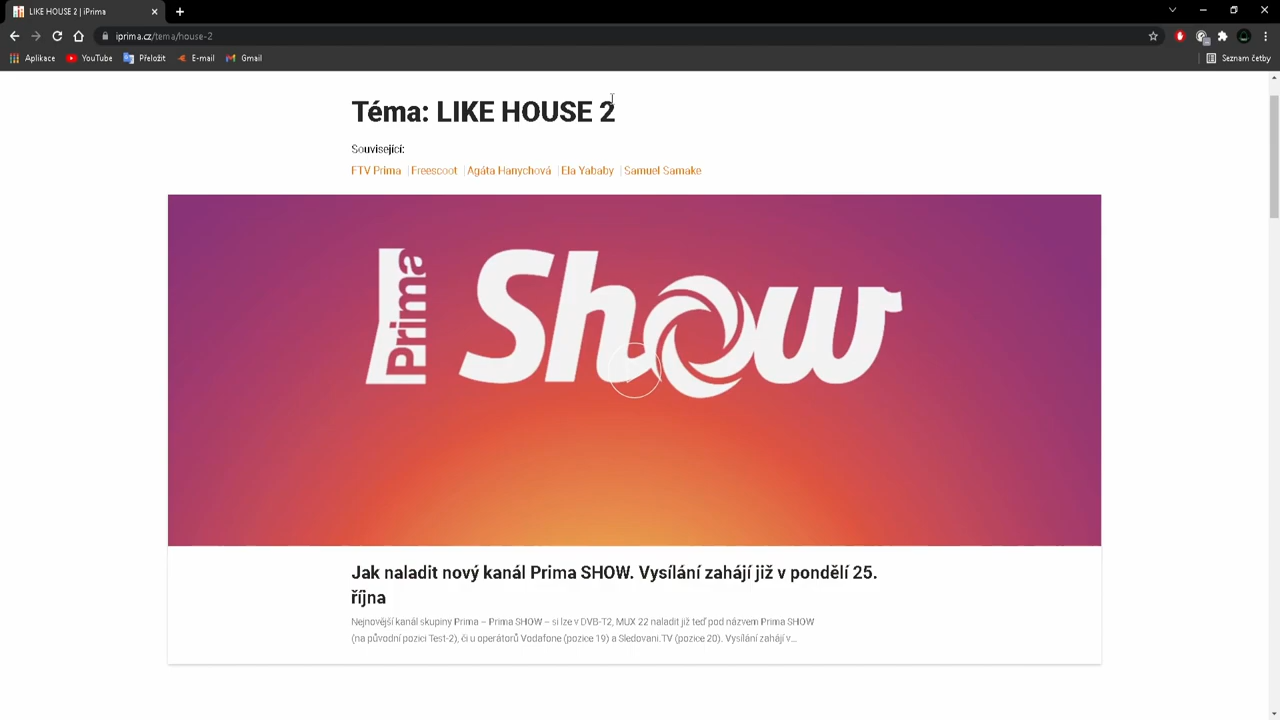 LIKE HOUSE 2 | iPrima
iprima.cz/tema/house-2
Aplikace YouTube Přeložit E-mail Gmail Seznam četby
Téma: LIKE HOUSE 2
Související:
FTV Prima | Freescoot | Agáta Hanychová | Ela Yababy | Samuel Samake
Prima Show
Jak naladit nový kanál Prima SHOW. Vysílání zahájí již v pondělí 25.
října
Nejnovější kanál skupiny Prima – Prima SHOW – si lze v DVB-T2, MUX 22 naladit již teď pod názvem Prima SHOW
(na původní pozici Test-2), či u operátorů Vodafone (pozice 19) a Sledovani.TV (pozice 20). Vysílání zahájí v...